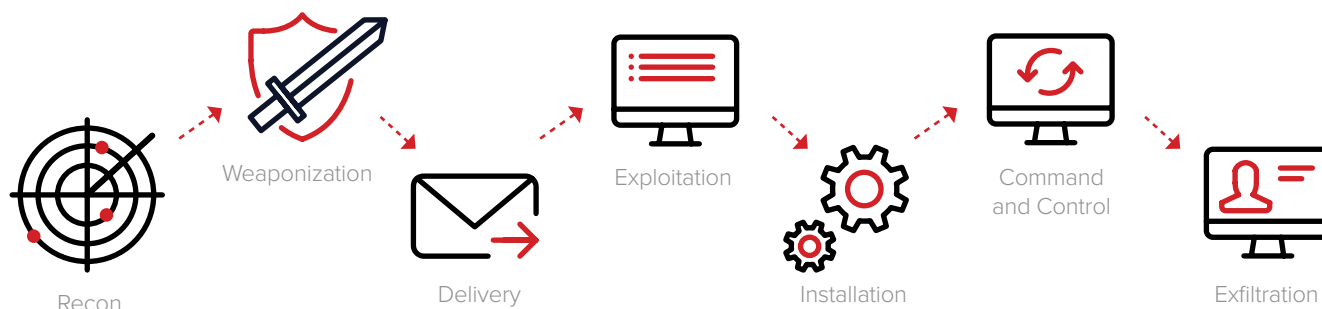 Recon
Weaponization
Delivery
Exploitation
Installation
Command
and Control
Exfiltration